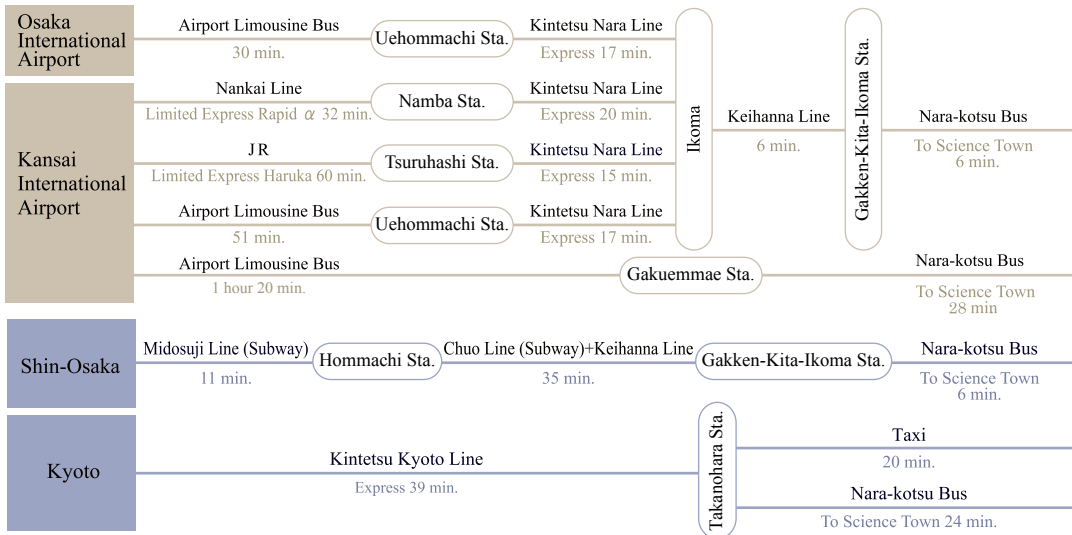 Osaka
International
Airport
Airport Limousine Bus
30 min.
Uehommachi Sta.
Kintetsu Nara Line
Express 17 min.
Kansai
International
Airport
Nankai Line
Limited Express Rapid α 32 min.
Namba Sta.
Kintetsu Nara Line
Express 20 min.
JR
Limited Express Haruka 60 min.
Tsuruhashi Sta.
Kintetsu Nara Line
Express 15 min.
Airport Limousine Bus
51 min.
Uehommachi Sta.
Kintetsu Nara Line
Express 17 min.
Ikoma
Keihanna Line
6 min.
Gakken-Kita-Ikoma Sta.
Nara-kotsu Bus
To Science Town
6 min.
Airport Limousine Bus
1 hour 20 min.
Gakuemmae Sta.
Nara-kotsu Bus
To Science Town
28 min
Shin-Osaka
Midosuji Line (Subway)
11 min.
Hommachi Sta.
Chuo Line (Subway)+Keihanna Line
35 min.
Gakken-Kita-Ikoma Sta.
Nara-kotsu Bus
To Science Town
6 min.
Kyoto
Kintetsu Kyoto Line
Express 39 min.
Takanohara Sta.
Taxi
20 min.
Nara-kotsu Bus
To Science Town 24 min.